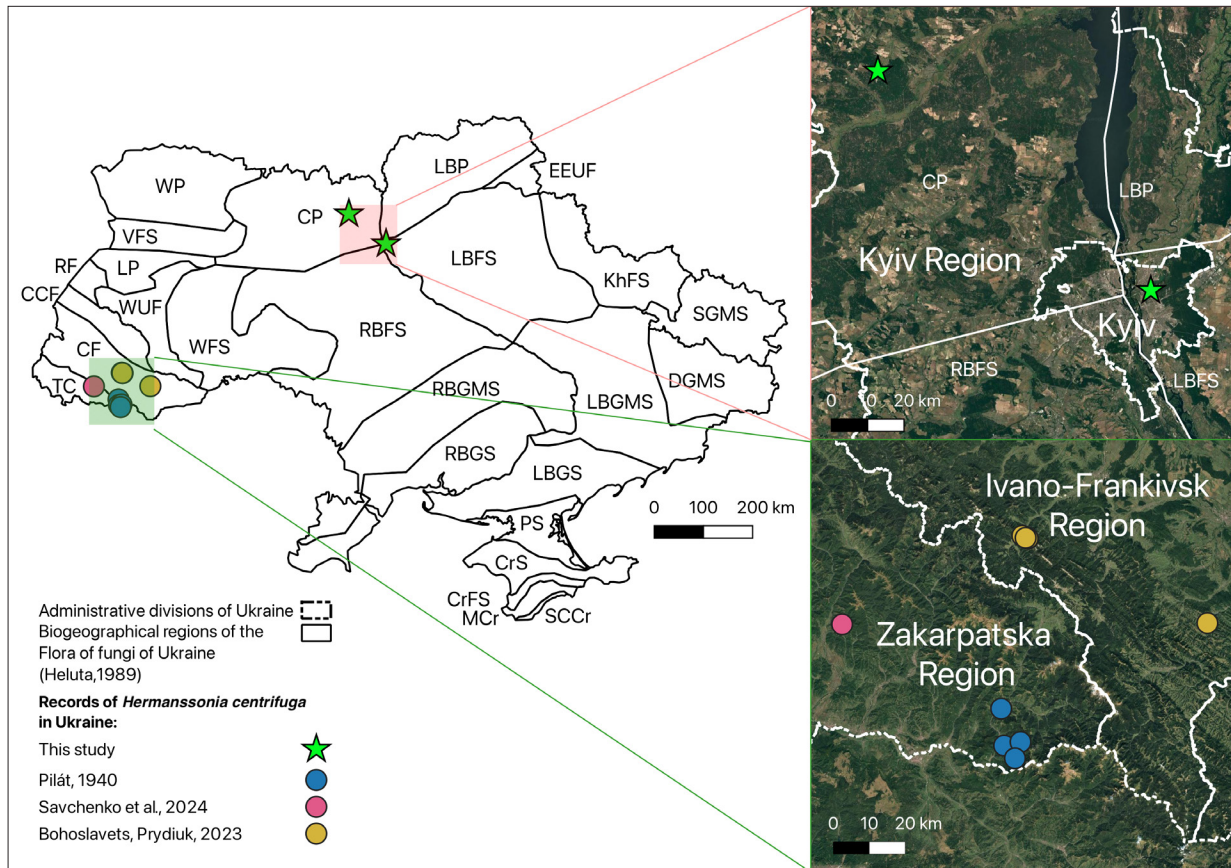 LBP
EEUF
WP
CP
VFS
LBFS
RF
LP
KhFS
CCF
WUF
SGMS
RBFS
CF
WFS
TC
DGMS
RBGMS
LBGMS
RBGS
LBGS
0 100 200 km
PS
CrS
CrFS
MCr
SCCr
Administrative divisions of Ukraine
Biogeographical regions of the
Flora of fungi of Ukraine
(Heluta,1989)
Records of Hermanssonia centrifuga
in Ukraine:
This study
Pilát, 1940
Savchenko et al., 2024
Bohoslavets, Prydiuk, 2023
CP
LBP
Kyiv Region
Kyiv
RBFS
LBFS
0 10 20 km
Ivano-Frankivsk
Region
Zakarpatska
Region
0 10 20 km